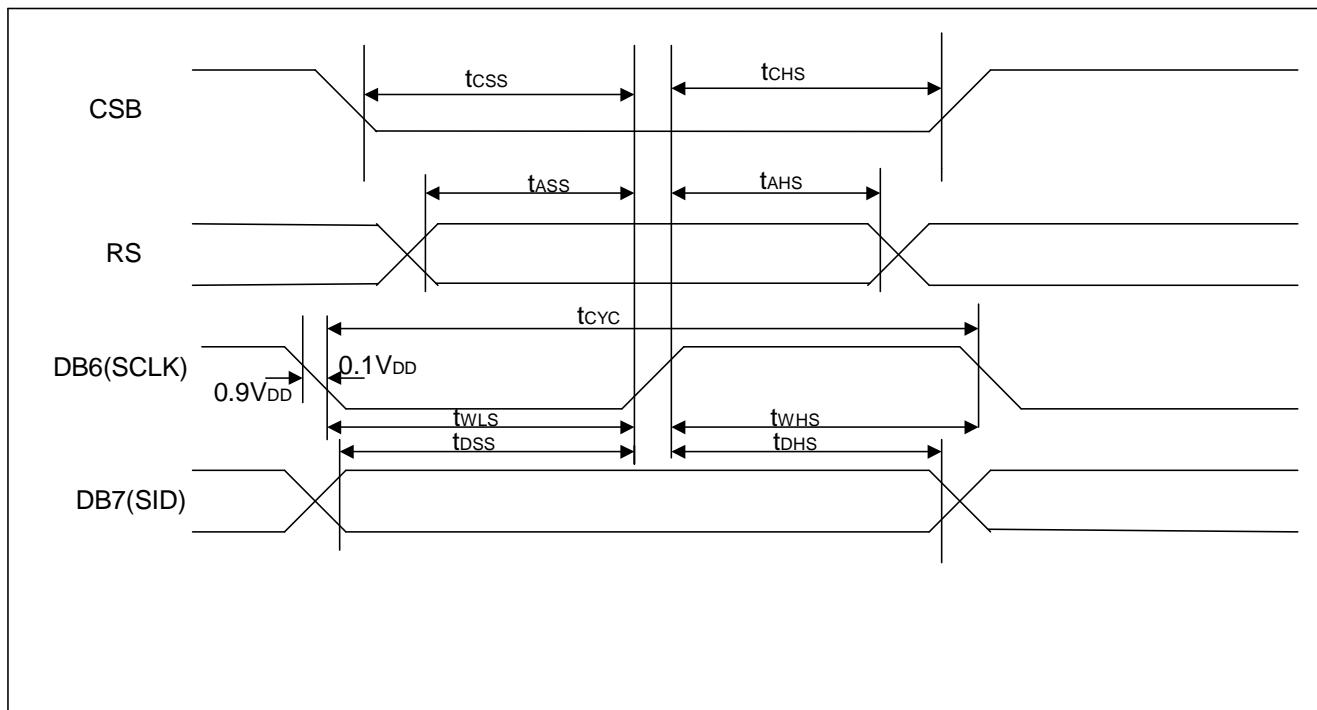 tCSS tCHS
CSB
tASS tAHS
RS
tCYC
DB6(SCLK) 0.1VDD
0.9VDD
tWLS tWHS
tDSS tDHS
DB7(SID)